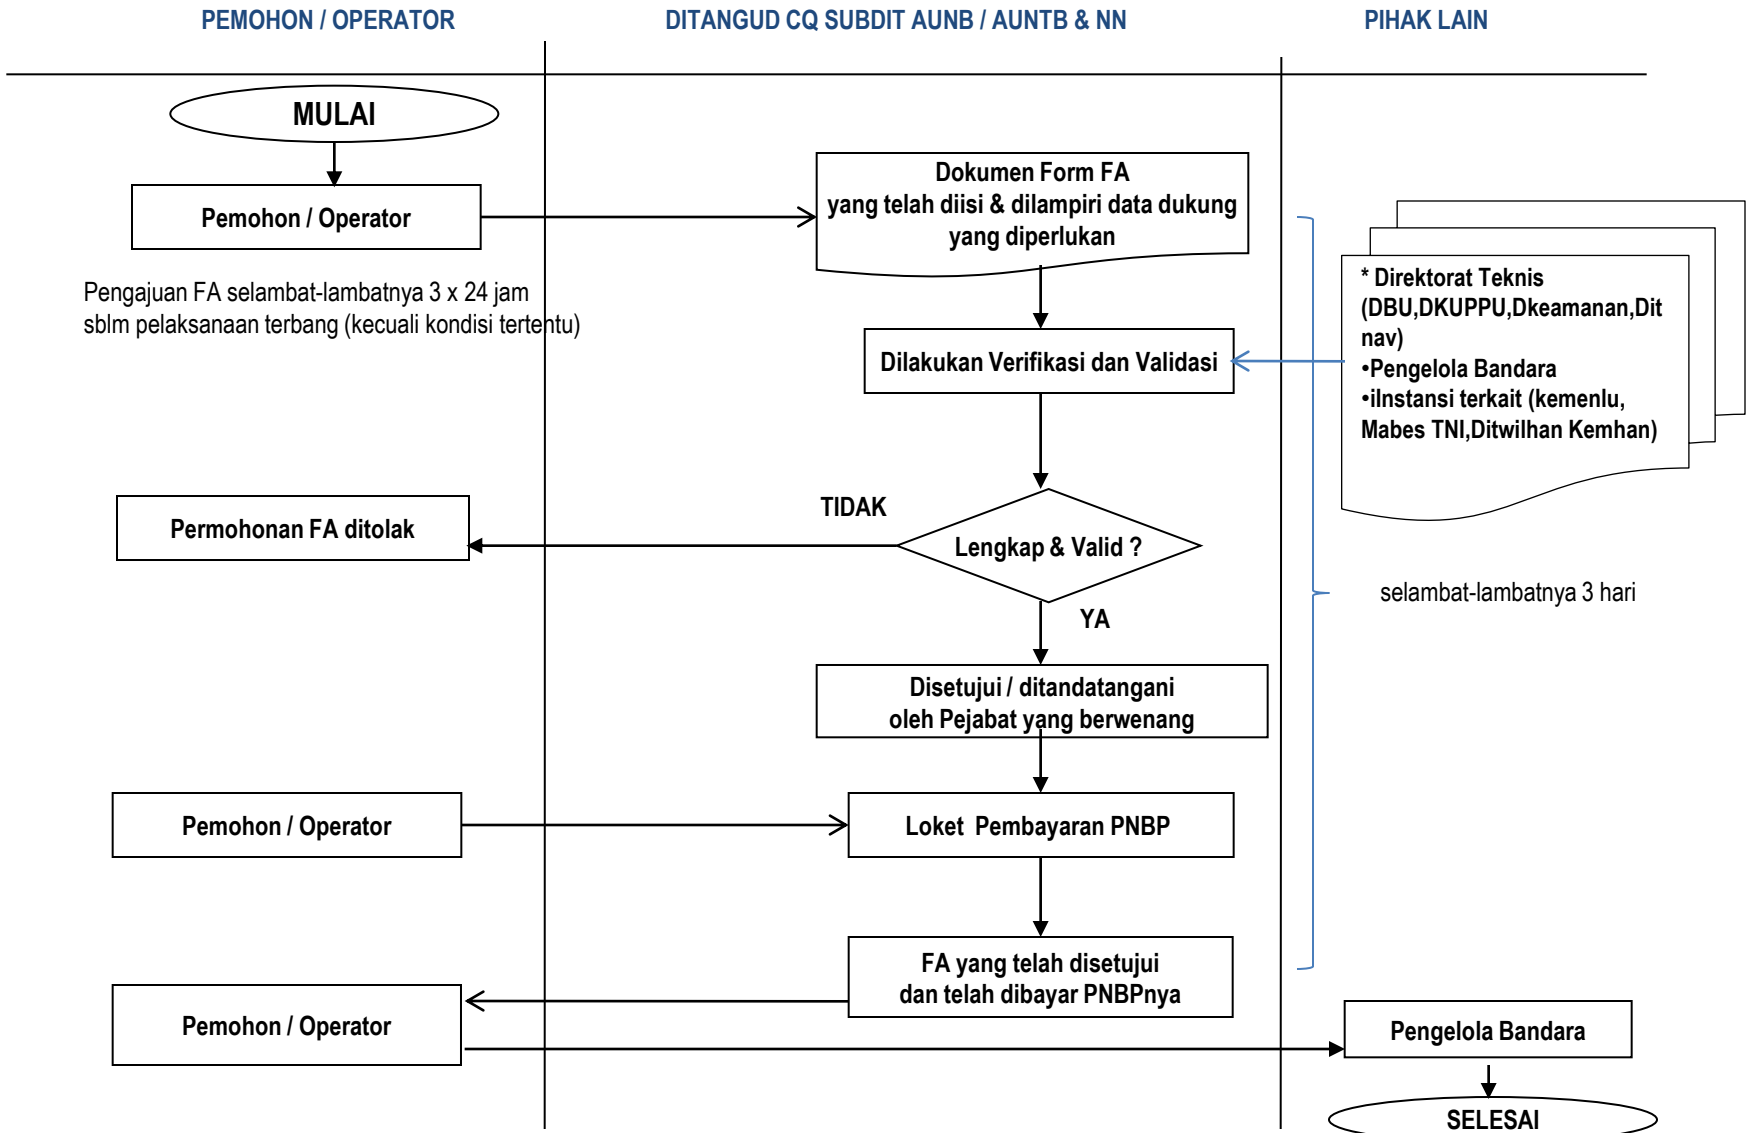 PEMOHON / OPERATOR
DITANGUD CQ SUBDIT AUNB / AUNTB & NN
PIHAK LAIN
MULAI
Pemohon / Operator
Dokumen Form FA
yang telah diisi & dilampiri data dukung
yang diperlukan
Pengajuan FA selambat-lambatnya 3 x 24 jam
sblm pelaksanaan terbang (kecuali kondisi tertentu)
* Direktorat Teknis
(DBU,DKUPPU,Dkeamanan,Dit
nav)
•Pengelola Bandara
•iInstansi terkait (kemenlu,
Mabes TNI,Ditwilhan Kemhan)
Dilakukan Verifikasi dan Validasi
TIDAK
Permohonan FA ditolak
Lengkap & Valid ?
selambat-lambatnya 3 hari
YA
Disetujui / ditandatangani
oleh Pejabat yang berwenang
Pemohon / Operator
Loket Pembayaran PNBP
FA yang telah disetujui
dan telah dibayar PNBPnya
Pemohon / Operator
Pengelola Bandara
SELESAI